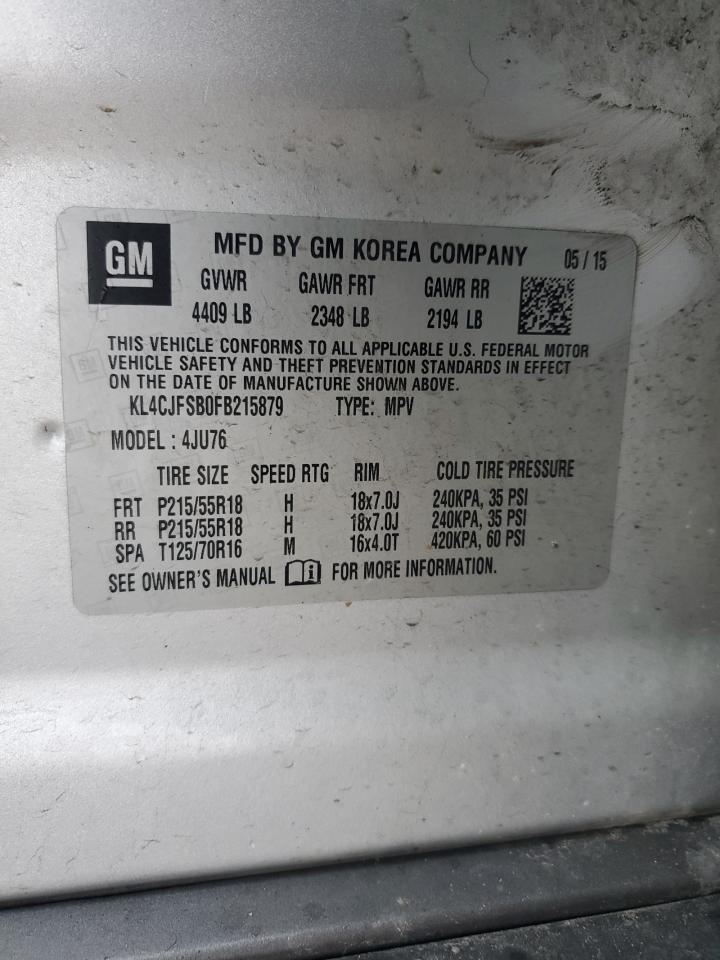 GM MFD BY GM KOREA COMPANY 05 / 15
GVWR GAWR FRT GAWR RR
4409 LB 2348 LB 2194 LB
THIS VEHICLE CONFORMS TO ALL APPLICABLE U.S. FEDERAL MOTOR
VEHICLE SAFETY AND THEFT PREVENTION STANDARDS IN EFFECT
ON THE DATE OF MANUFACTURE SHOWN ABOVE.
KL4CJFSB0FB215879 TYPE: MPV
MODEL : 4JU76
TIRE SIZE SPEED RTG RIM COLD TIRE PRESSURE
FRT P215/55R18 H 18x7.0J 240KPA, 35 PSI
RR P215/55R18 H 18x7.0J 240KPA, 35 PSI
SPA T125/70R16 M 16x4.0T 420KPA, 60 PSI
SEE OWNER'S MANUAL i FOR MORE INFORMATION.